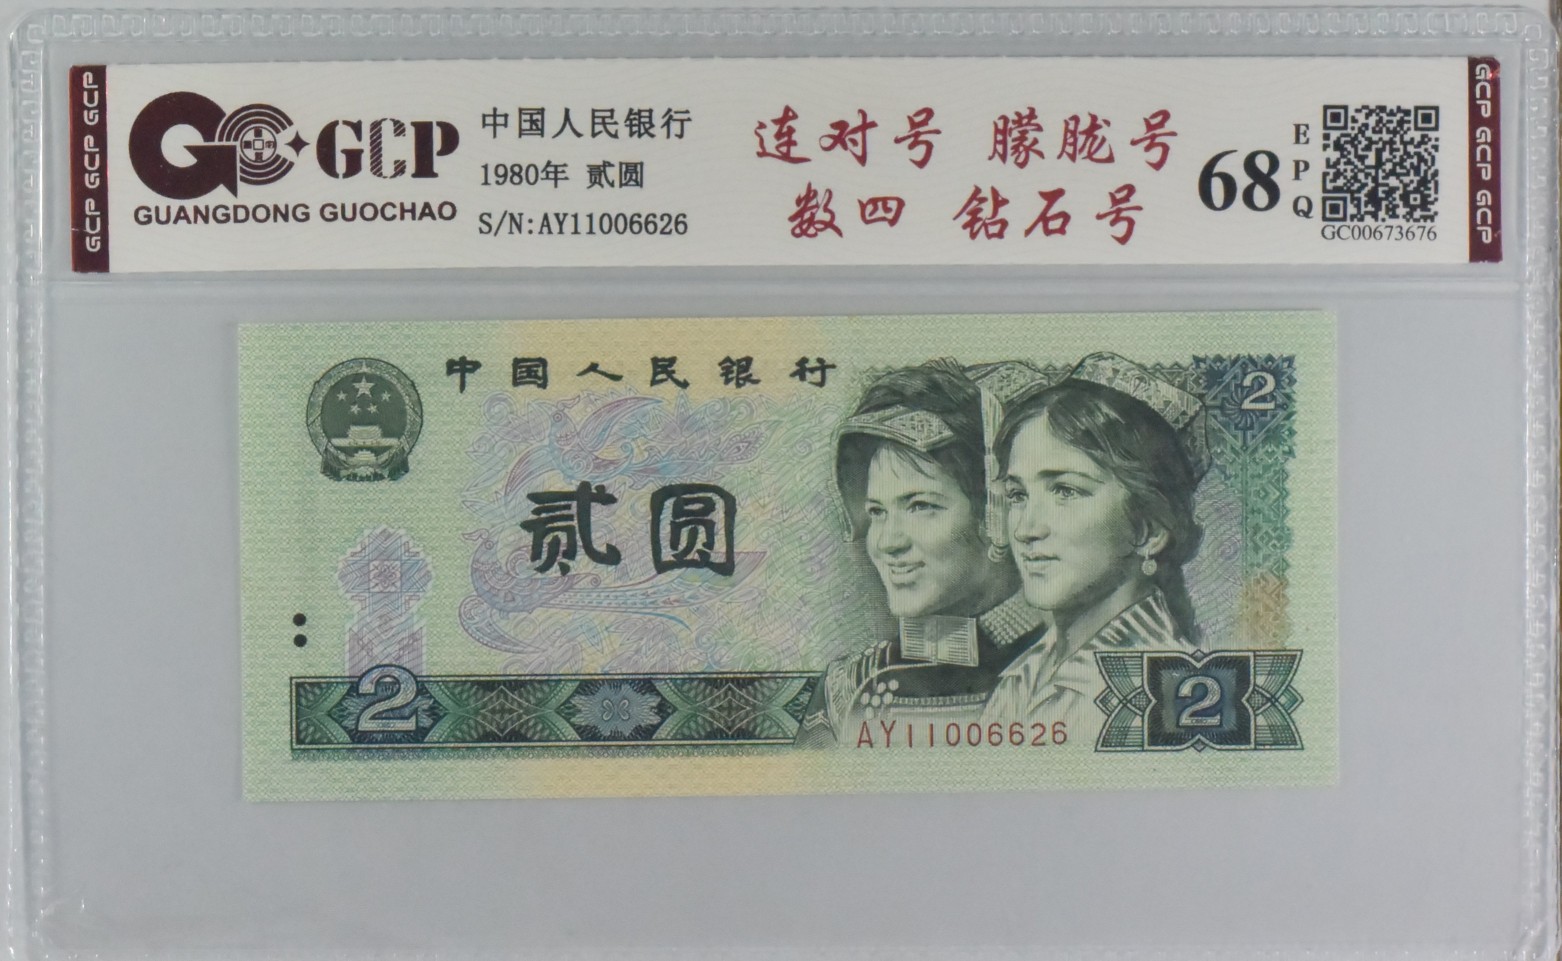 GCP GCP GCP
GCP
GUANGDONG GUOCHAO
中国人民银行
1980年 贰圆
S/N:AY11006626
连对号 朦胧号
数四 钻石号
68
EPQ
GC00673676
GCP GCP GCP
中国人民银行
2
贰圆
2
AY11006626
2